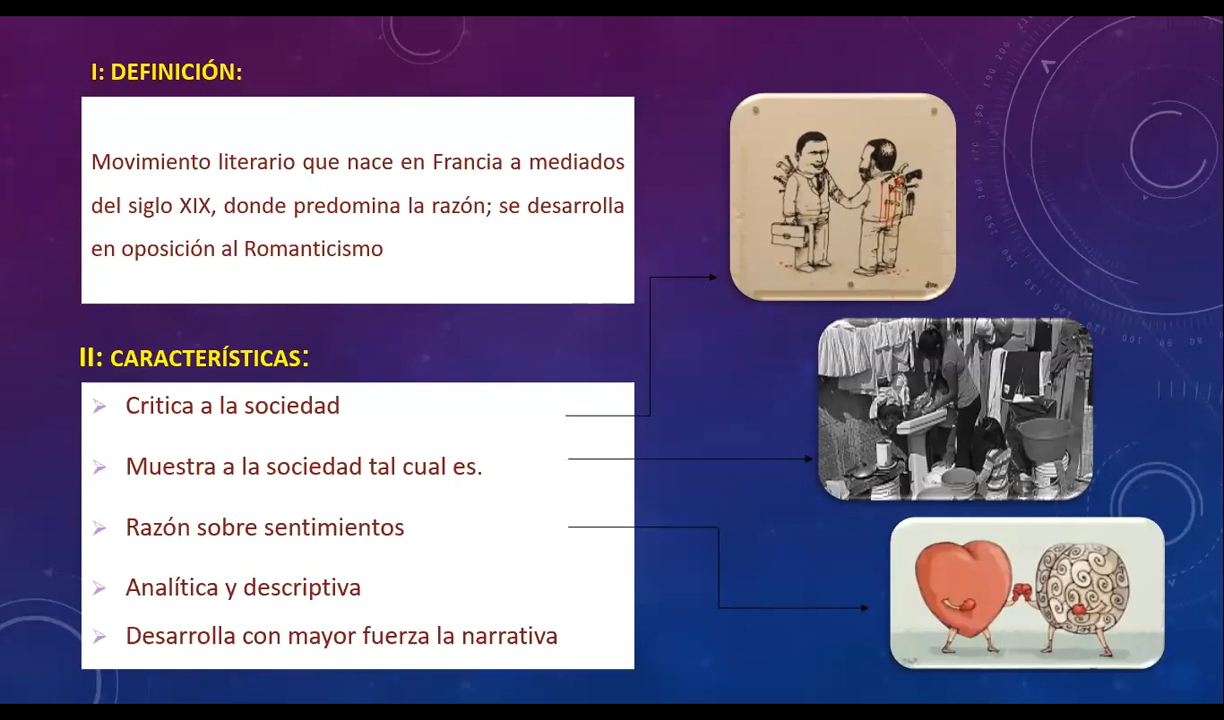 I: DEFINICIÓN:
Movimiento literario que nace en Francia a mediados
del siglo XIX, donde predomina la razón; se desarrolla
en oposición al Romanticismo
II: CARACTERÍSTICAS:
Critica a la sociedad
Muestra a la sociedad tal cual es.
Razón sobre sentimientos
Analítica y descriptiva
Desarrolla con mayor fuerza la narrativa